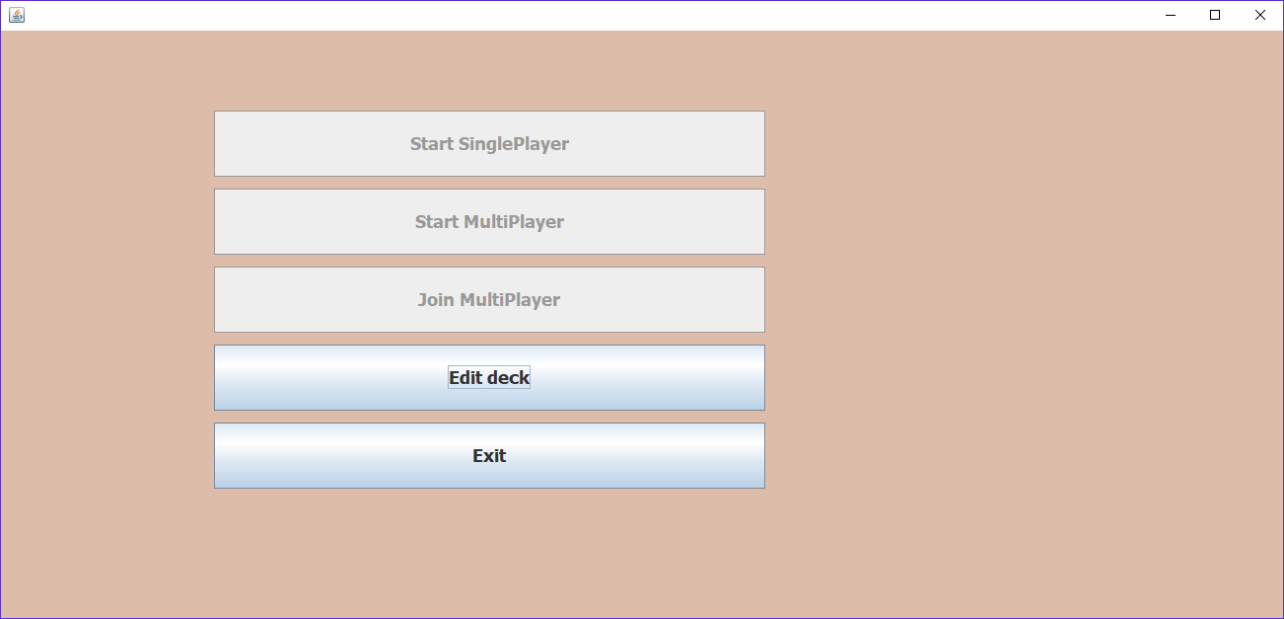 Start SinglePlayer
Start MultiPlayer
Join MultiPlayer
Edit deck
Exit